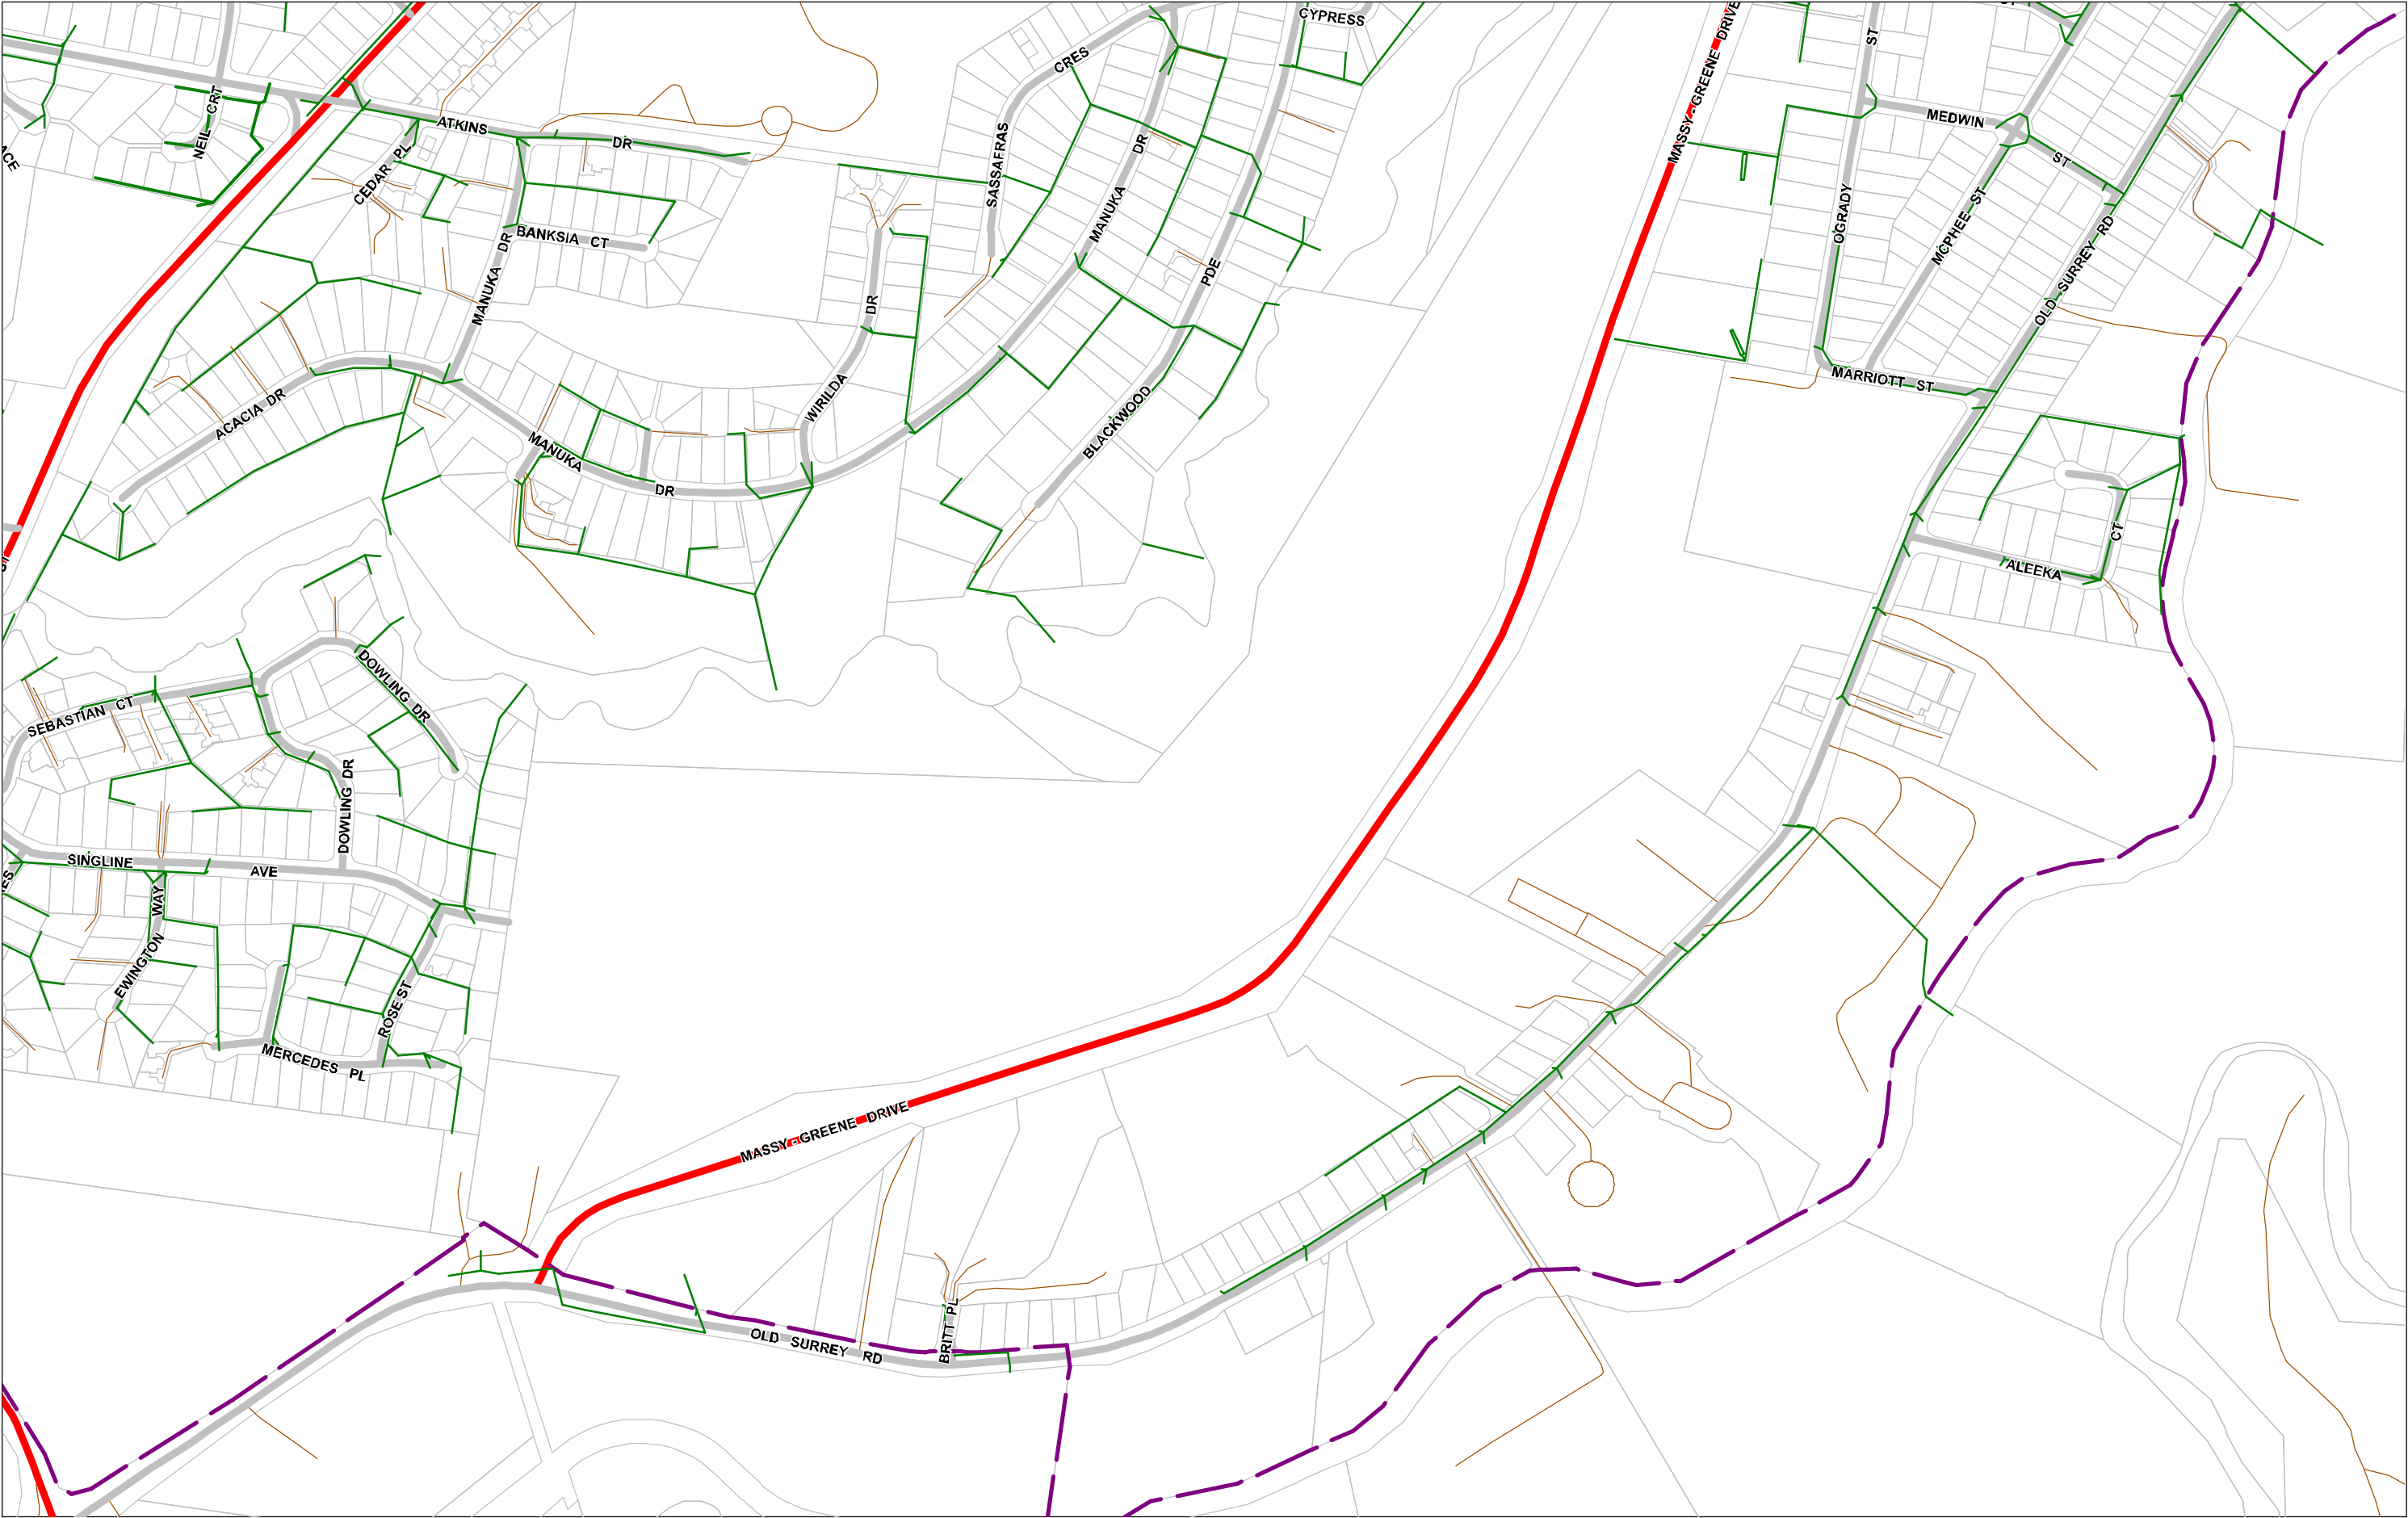 CYPRESS
MASSY - GREENE DRIVE
ST
CRES
NEIL CRT
ATKINS
DR
CEDAR PL
SASSAFRAS
MANUKA DR
MEDWIN
ST
OGRADY
MCPHEE ST
OLD SURREY RD
BANKSIA CT
MANUKA DR
DR
PDE
WIRILDA
BLACKWOOD
MARRIOTT ST
ACACIA DR
MANUKA
DR
CT
ALEEKA
DOWLING DR
SEBASTIAN CT
DOWLING DR
SINGLINE
AVE
WAY
EWINGTON
ROSE ST
MERCEDES PL
MASSY - GREENE DRIVE
OLD SURREY RD
BRITT PL